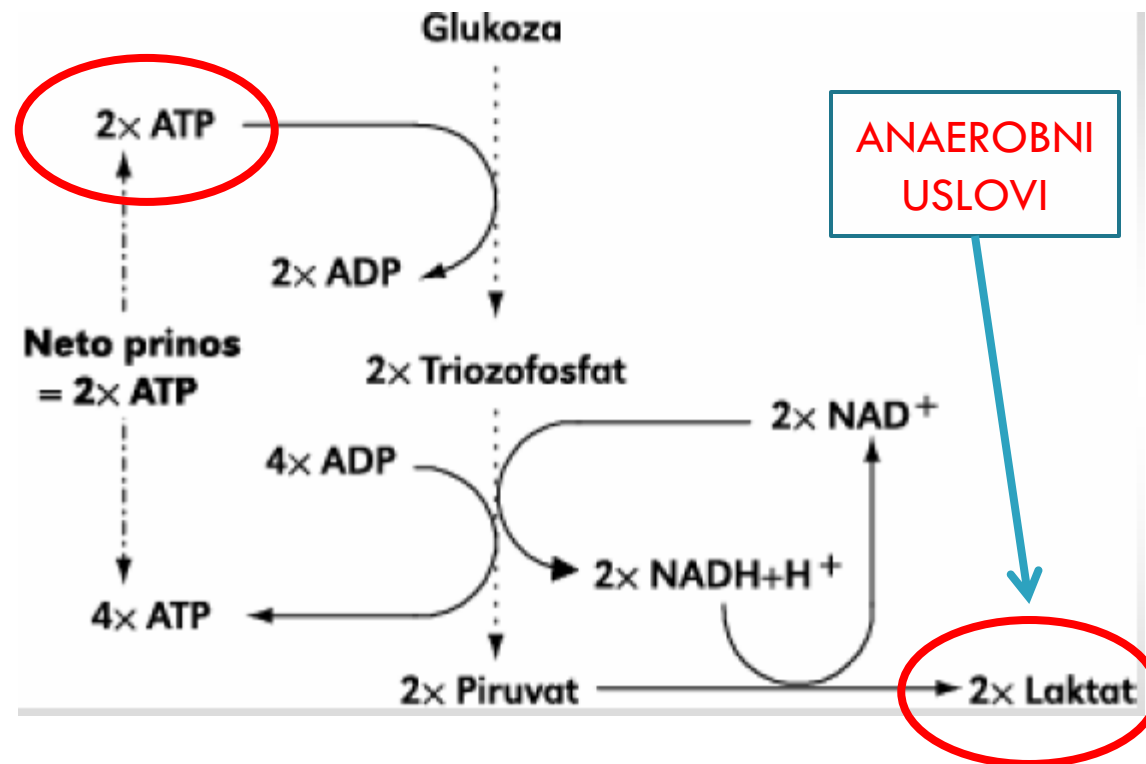 Glukoza
2× ATP
ANAEROBNI
USLOVI
2× ADP
Neto prinos
= 2× ATP
2× Triozofosfat
2× NAD⁺
4× ADP
2× NADH+H⁺
4× ATP
2× Piruvat
2× Laktat